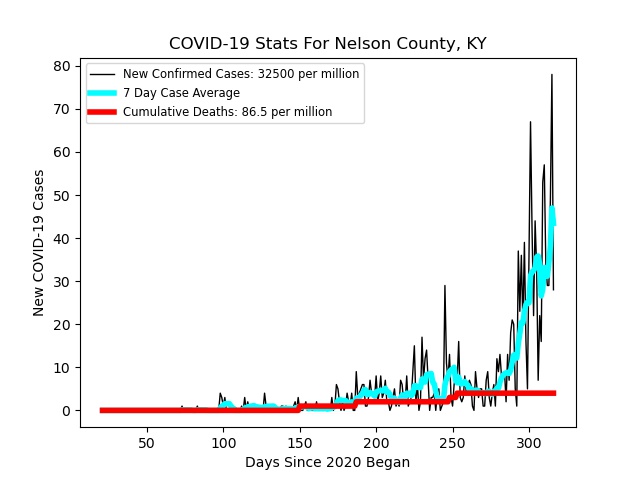 COVID-19 Stats For Nelson County, KY
New Confirmed Cases: 32500 per million
7 Day Case Average
Cumulative Deaths: 86.5 per million
80
70
60
50
40
30
20
10
0
New COVID-19 Cases
50 100 150 200 250 300
Days Since 2020 Began